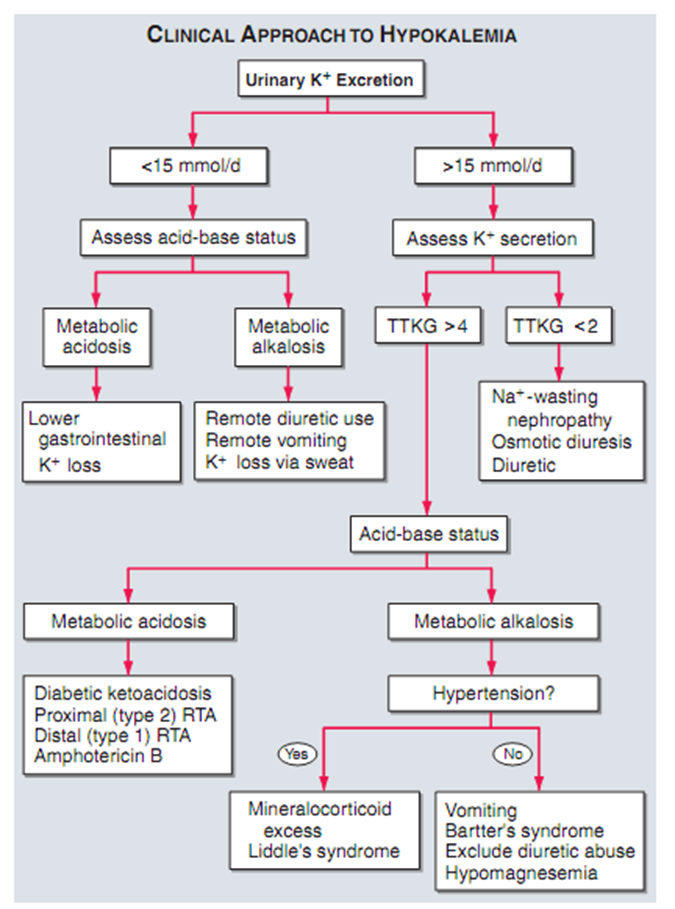 CLINICAL APPROACH TO HYPOKALEMIA
Urinary K+ Excretion
<15 mmol/d
>15 mmol/d
Assess acid-base status
Assess K+ secretion
Metabolic
acidosis
Metabolic
alkalosis
TTKG >4
TTKG <2
Lower
gastrointestinal
K+ loss
Remote diuretic use
Remote vomiting
K+ loss via sweat
Na+-wasting
nephropathy
Osmotic diuresis
Diuretic
Acid-base status
Metabolic acidosis
Metabolic alkalosis
Diabetic ketoacidosis
Proximal (type 2) RTA
Distal (type 1) RTA
Amphotericin B
Hypertension?
Yes
No
Mineralocorticoid
excess
Liddle's syndrome
Vomiting
Bartter's syndrome
Exclude diuretic abuse
Hypomagnesemia